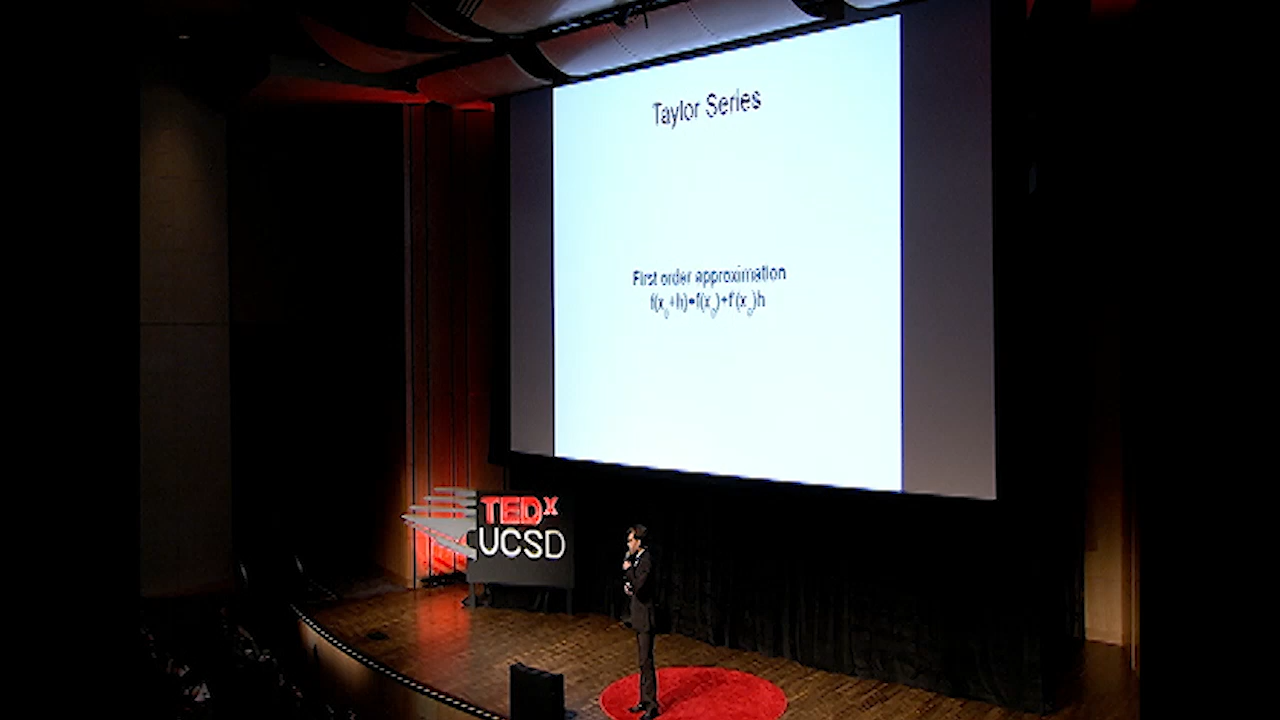 Taylor Series
First order approximation
f(x₀+h)≈f(x₀)+f'(x₀)h
TEDx
UCSD